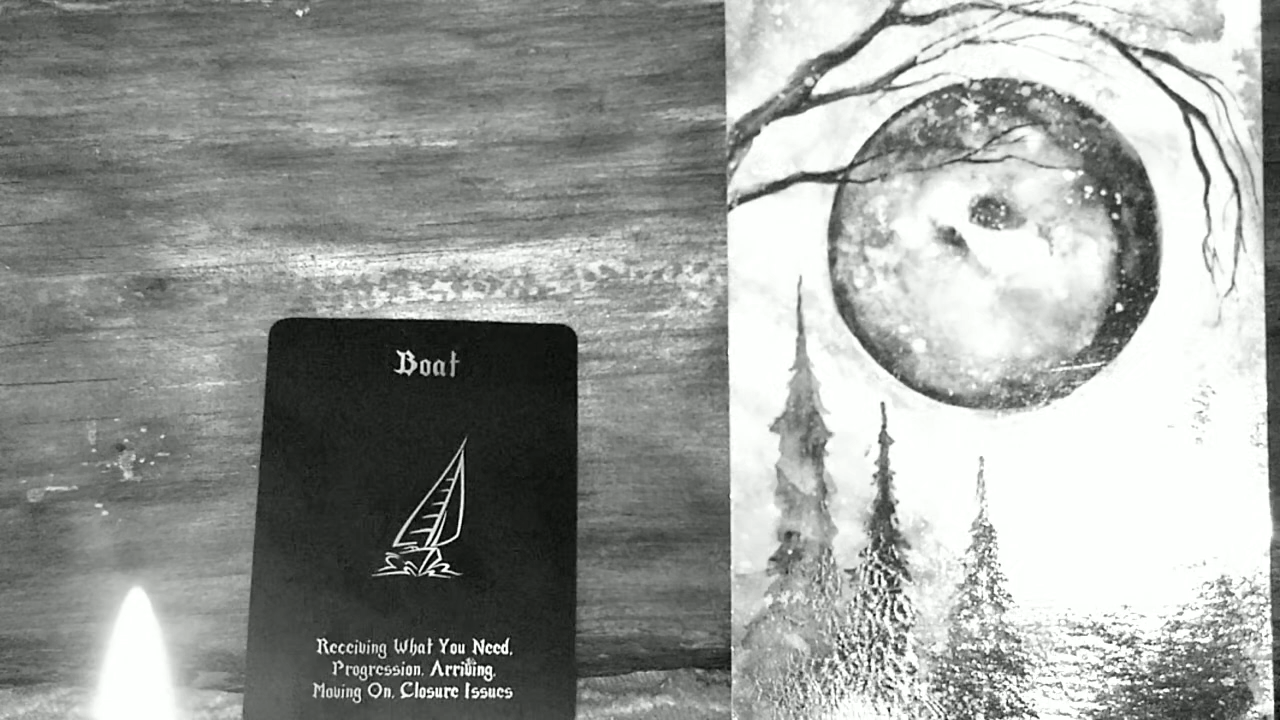 Boat
Receiving What You Need,
Progression, Arriving,
Moving On, Closure Issues